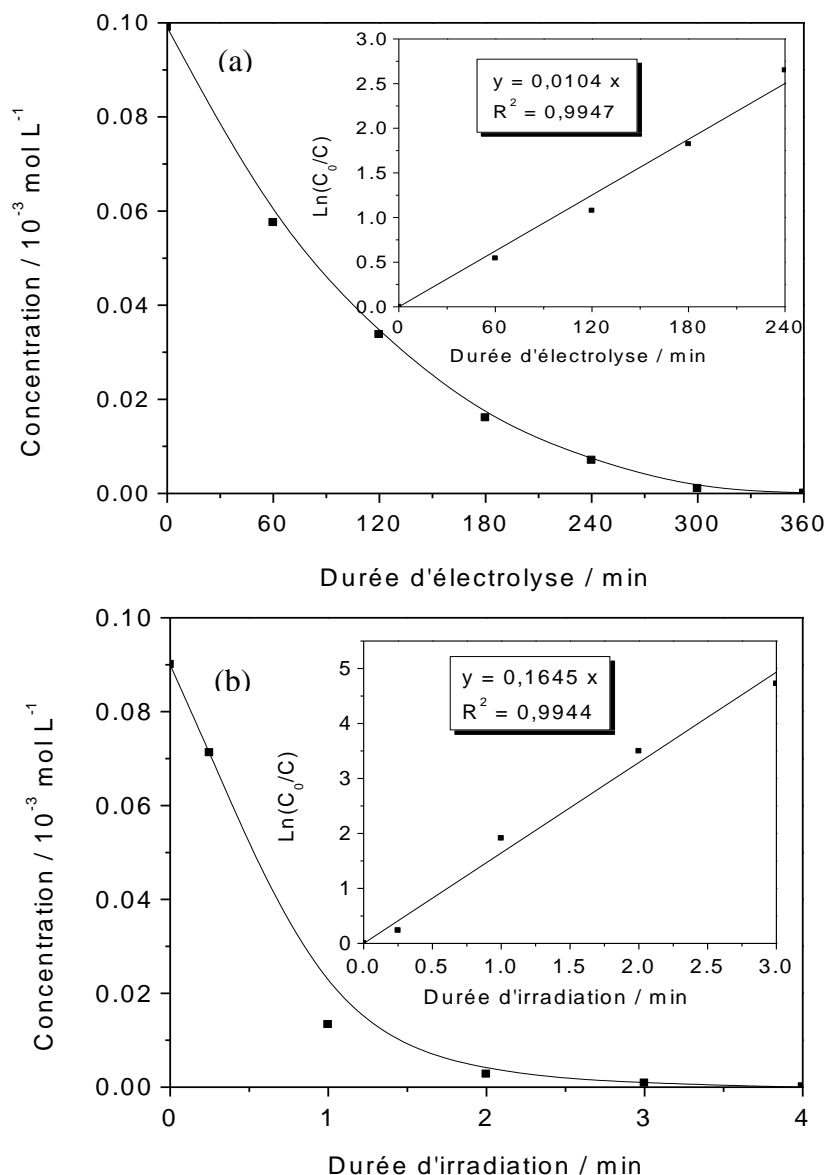 (a)
y = 0,0104 x
R² = 0,9947
Ln(C₀/C)
3.0
2.5
2.0
1.5
1.0
0.5
0.0
0 60 120 180 240
Durée d'électrolyse / min
Concentration / 10⁻³ mol L⁻¹
0.10
0.08
0.06
0.04
0.02
0.00
0 60 120 180 240 300 360
Durée d'électrolyse / min
(b)
y = 0,1645 x
R² = 0,9944
Ln(C₀/C)
5
4
3
2
1
0
0.0 0.5 1.0 1.5 2.0 2.5 3.0
Durée d'irradiation / min
Concentration / 10⁻³ mol L⁻¹
0.10
0.08
0.06
0.04
0.02
0.00
0 1 2 3 4
Durée d'irradiation / min